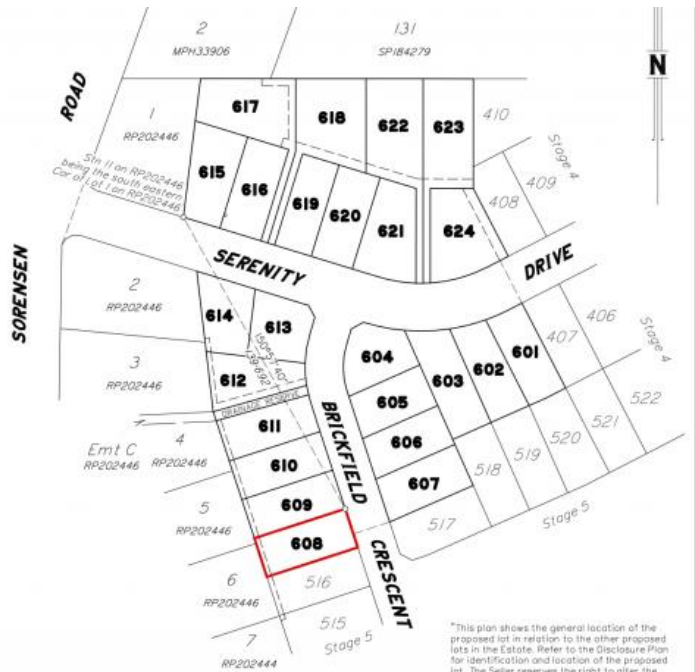 2
MPH33906
131
SP184279
N
ROAD
1
RP202446
617
618
622
623
410
Stage 4
Stn 11 on RP202446
being the south eastern
Cor of Lot 1 on RP202446
615
616
619
620
621
624
408
409
SERENITY
DRIVE
SORENSEN
2
RP202446
614
613
150°57'40"
139·692
604
603
602
601
407
406
Stage 4
3
RP202446
612
DRAINAGE RESERVE
605
BRICKFIELD
611
606
522
521
520
519
518
Emt C
RP202446
4
RP202446
610
607
609
517
Stage 5
5
RP202446
608
CRESCENT
6
RP202446
516
515
Stage 5
7
RP202444
"This plan shows the general location of the
proposed lot in relation to the other proposed
lots in the Estate. Refer to the Disclosure Plan
for identification and location of the proposed
lot. The Seller reserves the right to alter the